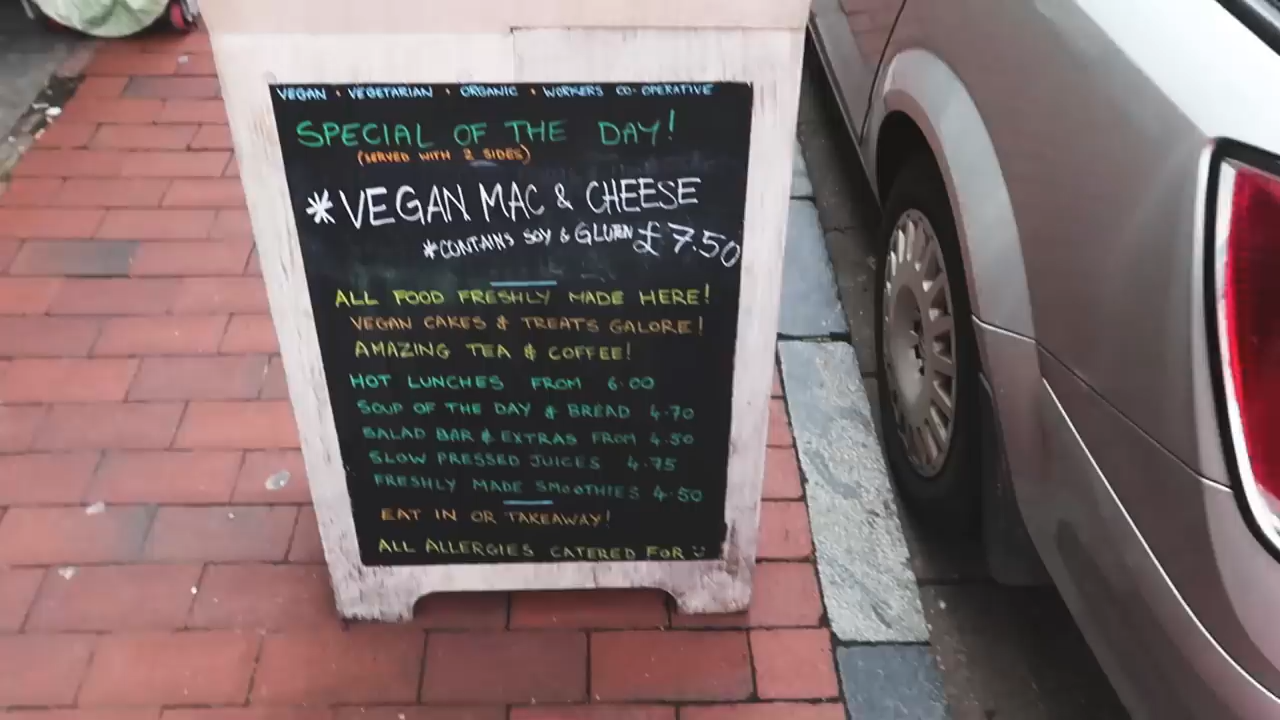 VEGAN • VEGETARIAN • ORGANIC • WORKERS CO-OPERATIVE
SPECIAL OF THE DAY!
(SERVED WITH 2 SIDES)
*VEGAN MAC & CHEESE
*CONTAINS SOY & GLUTEN £7.50
ALL FOOD FRESHLY MADE HERE!
VEGAN CAKES & TREATS GALORE!
AMAZING TEA & COFFEE!
HOT LUNCHES FROM 6.00
SOUP OF THE DAY & BREAD 4.70
SALAD BAR & EXTRAS FROM 4.50
SLOW PRESSED JUICES 4.75
FRESHLY MADE SMOOTHIES 4.50
EAT IN OR TAKEAWAY!
ALL ALLERGIES CATERED FOR